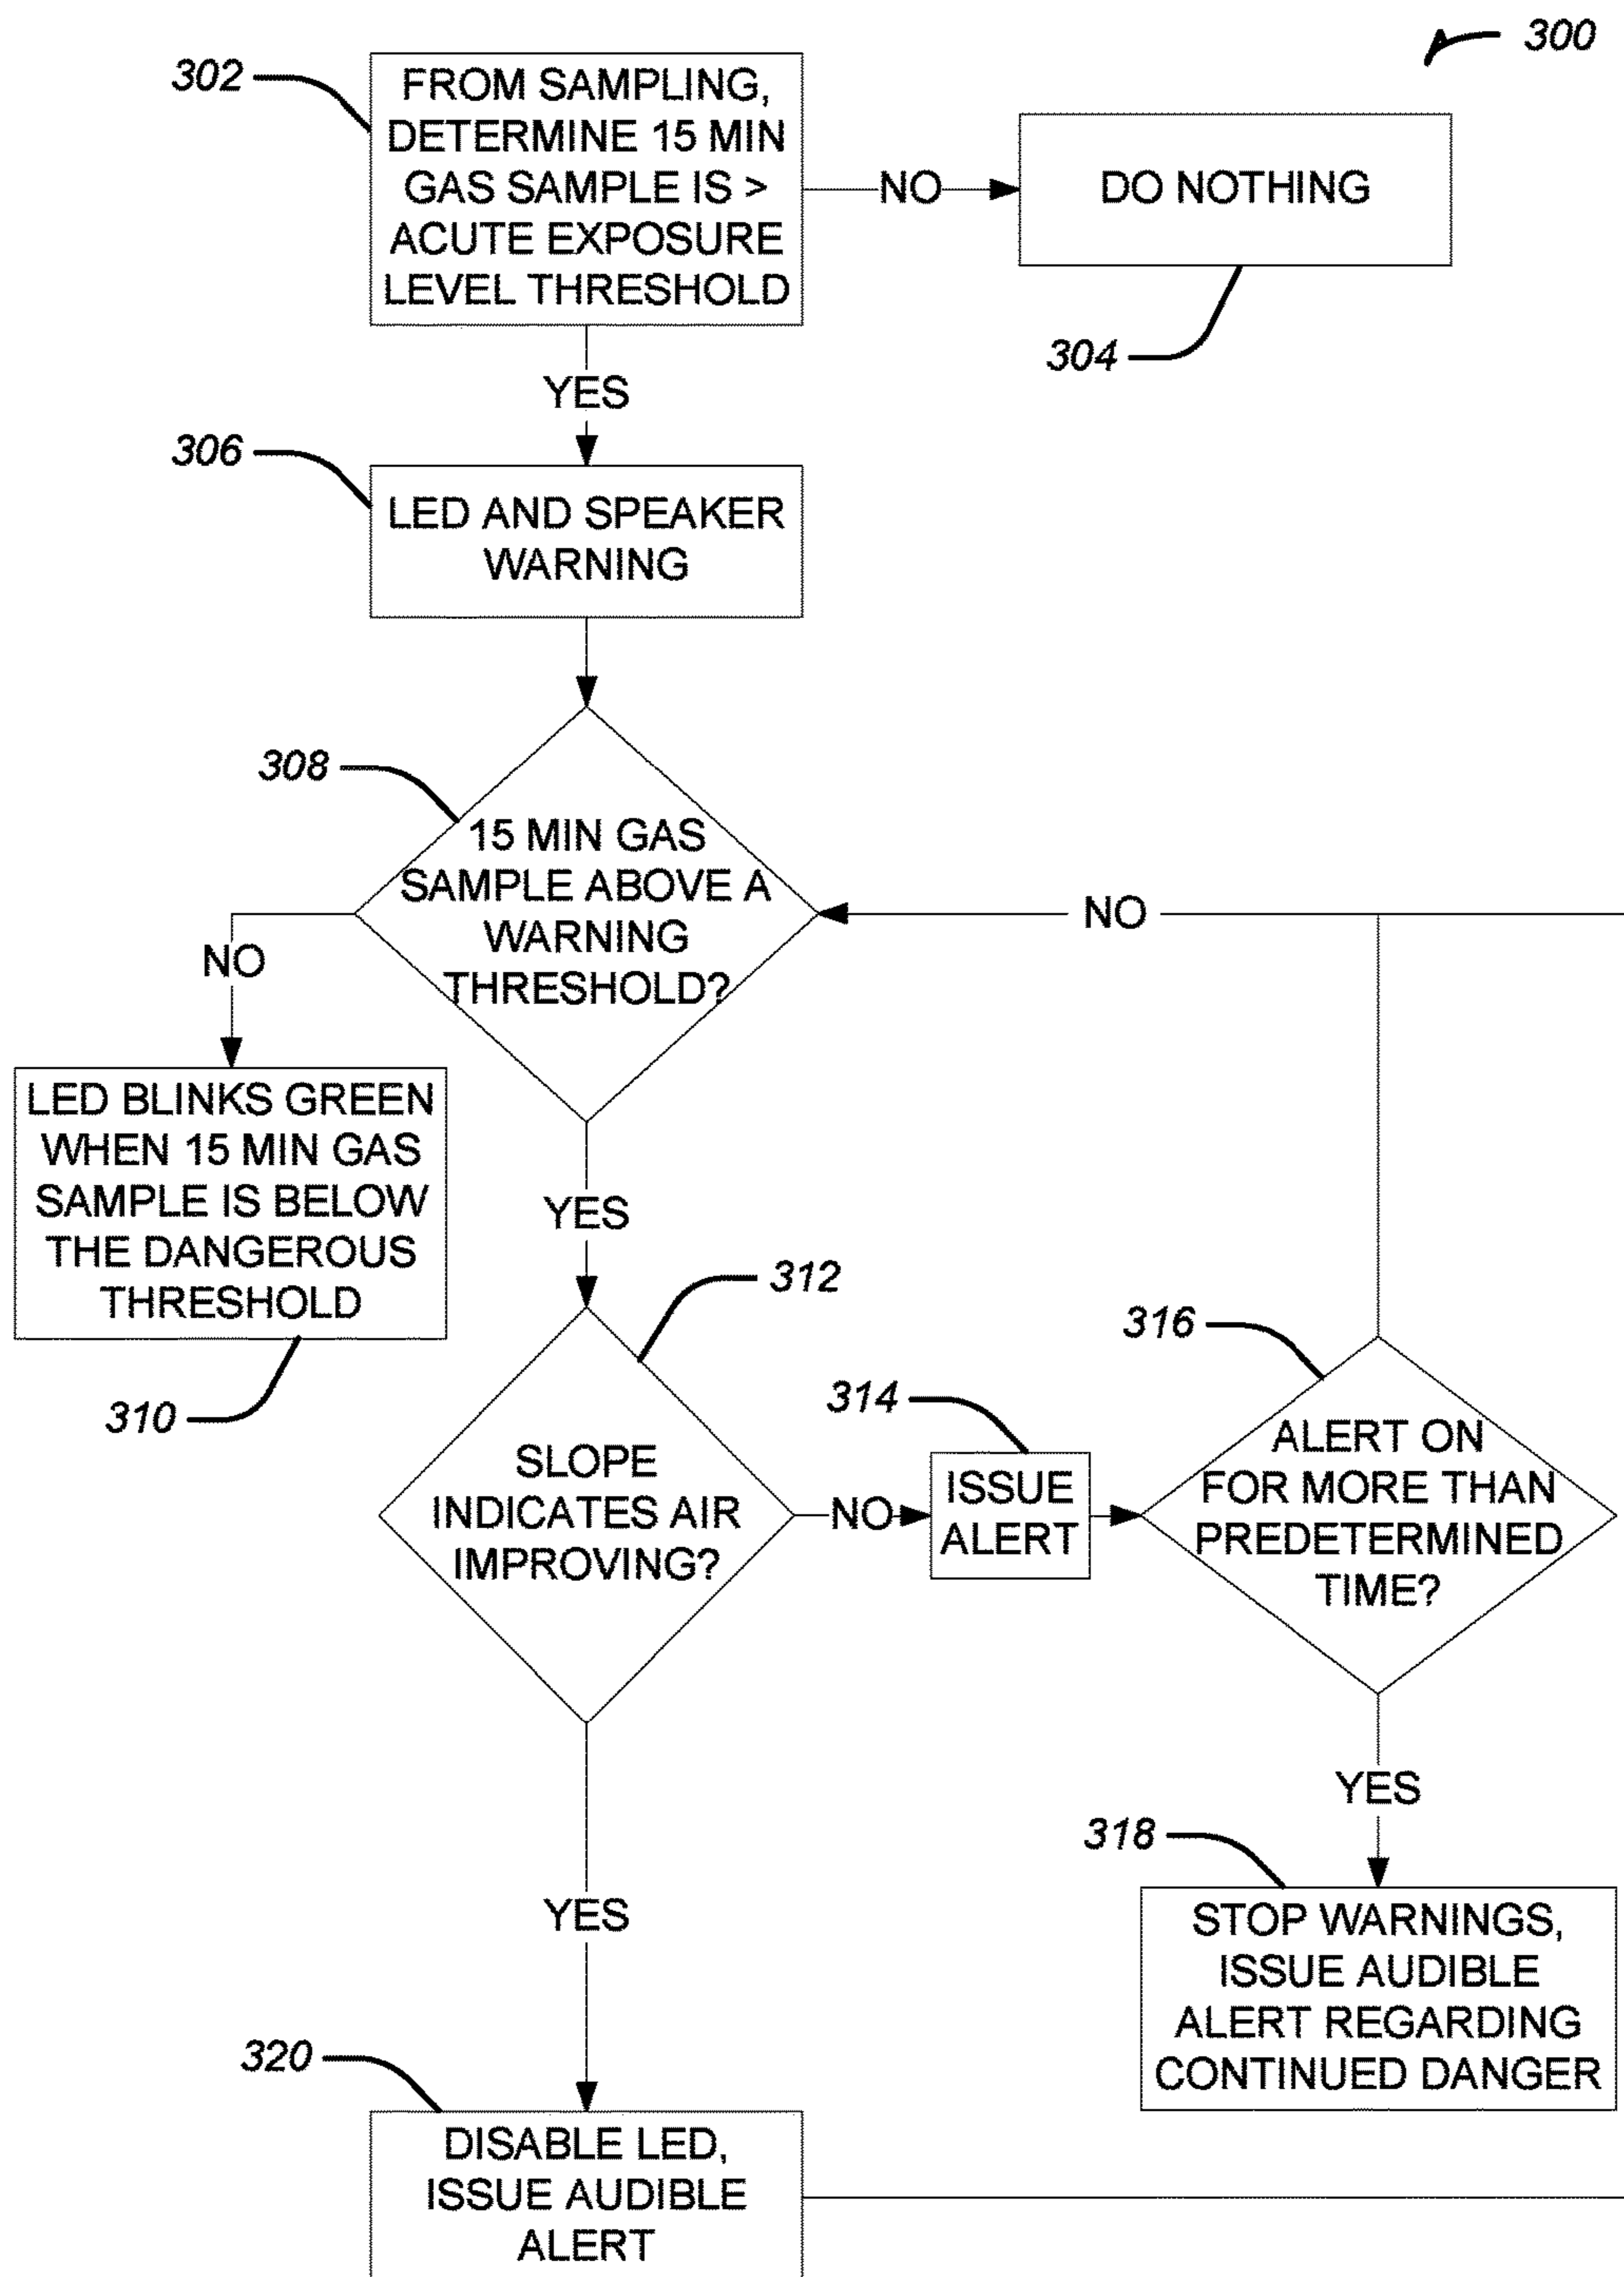 300
302
FROM SAMPLING,
DETERMINE 15 MIN
GAS SAMPLE IS >
ACUTE EXPOSURE
LEVEL THRESHOLD
NO
DO NOTHING
304
YES
306
LED AND SPEAKER
WARNING
308
15 MIN GAS
SAMPLE ABOVE A
WARNING
THRESHOLD?
NO
NO
LED BLINKS GREEN
WHEN 15 MIN GAS
SAMPLE IS BELOW
THE DANGEROUS
THRESHOLD
310
YES
312
SLOPE
INDICATES AIR
IMPROVING?
NO
314
ISSUE
ALERT
316
ALERT ON
FOR MORE THAN
PREDETERMINED
TIME?
YES
318
STOP WARNINGS,
ISSUE AUDIBLE
ALERT REGARDING
CONTINUED DANGER
YES
320
DISABLE LED,
ISSUE AUDIBLE
ALERT